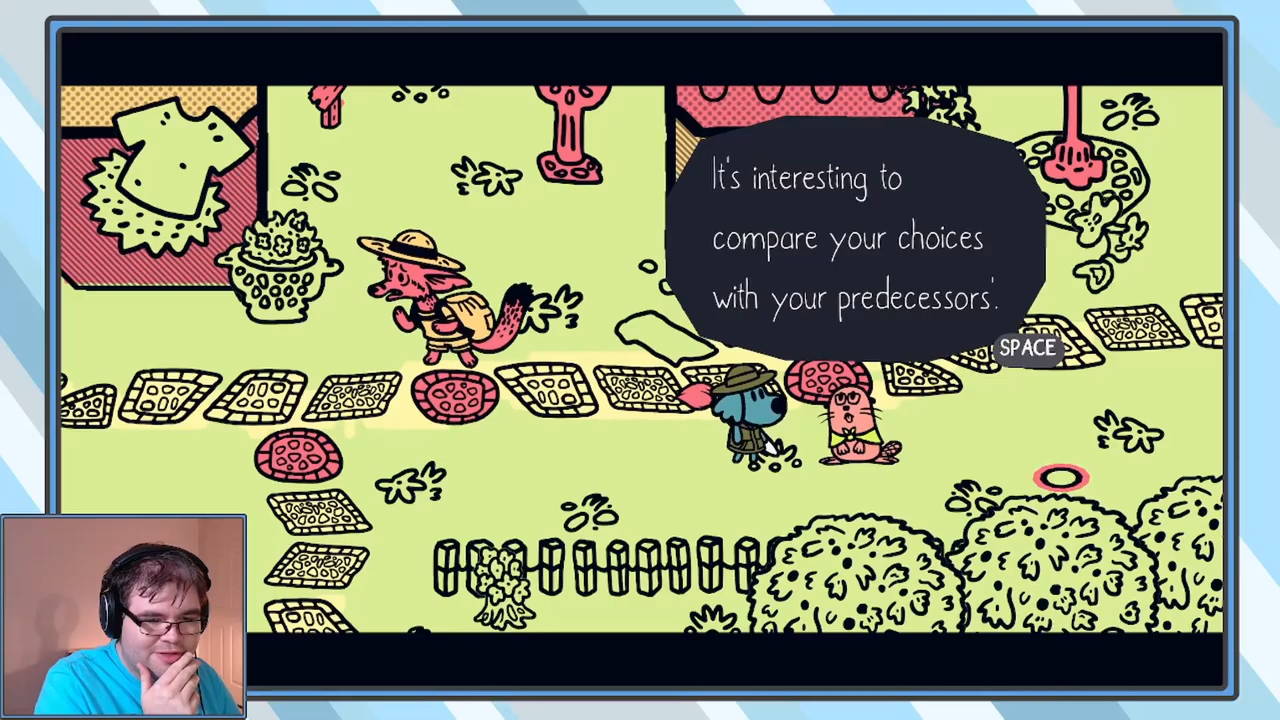 It's interesting to
compare your choices
with your predecessors'.
SPACE